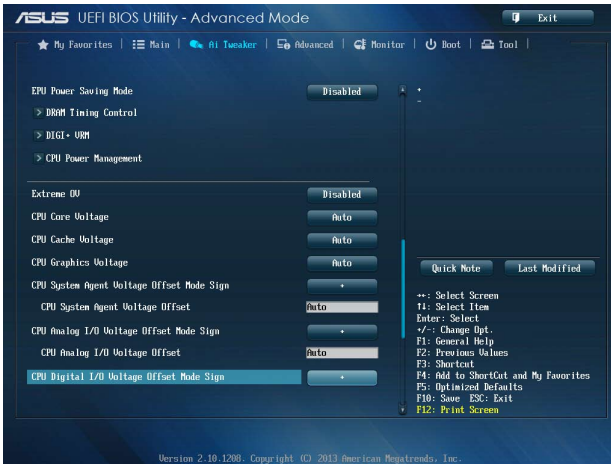 ASUS UEFI BIOS Utility - Advanced Mode
Exit
My Favorites | Main | Ai Tweaker | Advanced | Monitor | Boot | Tool |
EPU Power Saving Mode Disabled
> DRAM Timing Control
> DIGI+ VRM
> CPU Power Management
Extreme OV Disabled
CPU Core Voltage Auto
CPU Cache Voltage Auto
CPU Graphics Voltage Auto
CPU System Agent Voltage Offset Mode Sign +
CPU System Agent Voltage Offset Auto
CPU Analog I/O Voltage Offset Mode Sign +
CPU Analog I/O Voltage Offset Auto
CPU Digital I/O Voltage Offset Mode Sign +
+
-
Quick Note Last Modified
→←: Select Screen
↑↓: Select Item
Enter: Select
+/-: Change Opt.
F1: General Help
F2: Previous Values
F3: Shortcut
F4: Add to ShortCut and My Favorites
F5: Optimized Defaults
F10: Save ESC: Exit
F12: Print Screen
Version 2.10.1208. Copyright (C) 2013 American Megatrends, Inc.